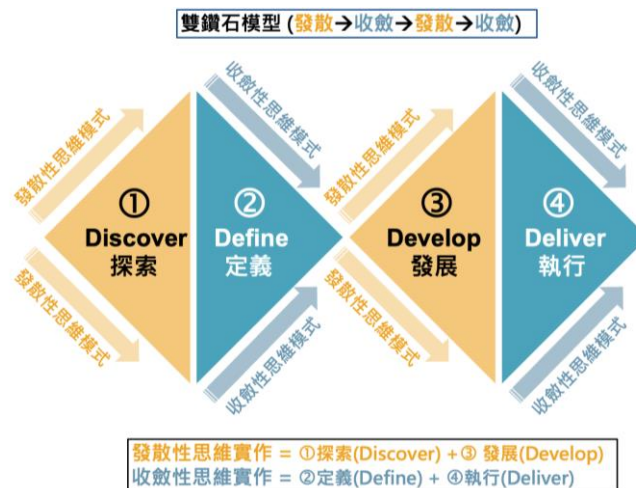 雙鑽石模型 (發散→收斂→發散→收斂)
發散性思維模式
收斂性思維模式
發散性思維模式
收斂性思維模式
①
Discover
探索
②
Define
定義
③
Develop
發展
④
Deliver
執行
發散性思維模式
收斂性思維模式
發散性思維模式
收斂性思維模式
發散性思維實作 = ①探索(Discover) + ③ 發展(Develop)
收斂性思維實作 = ②定義(Define) + ④執行(Deliver)